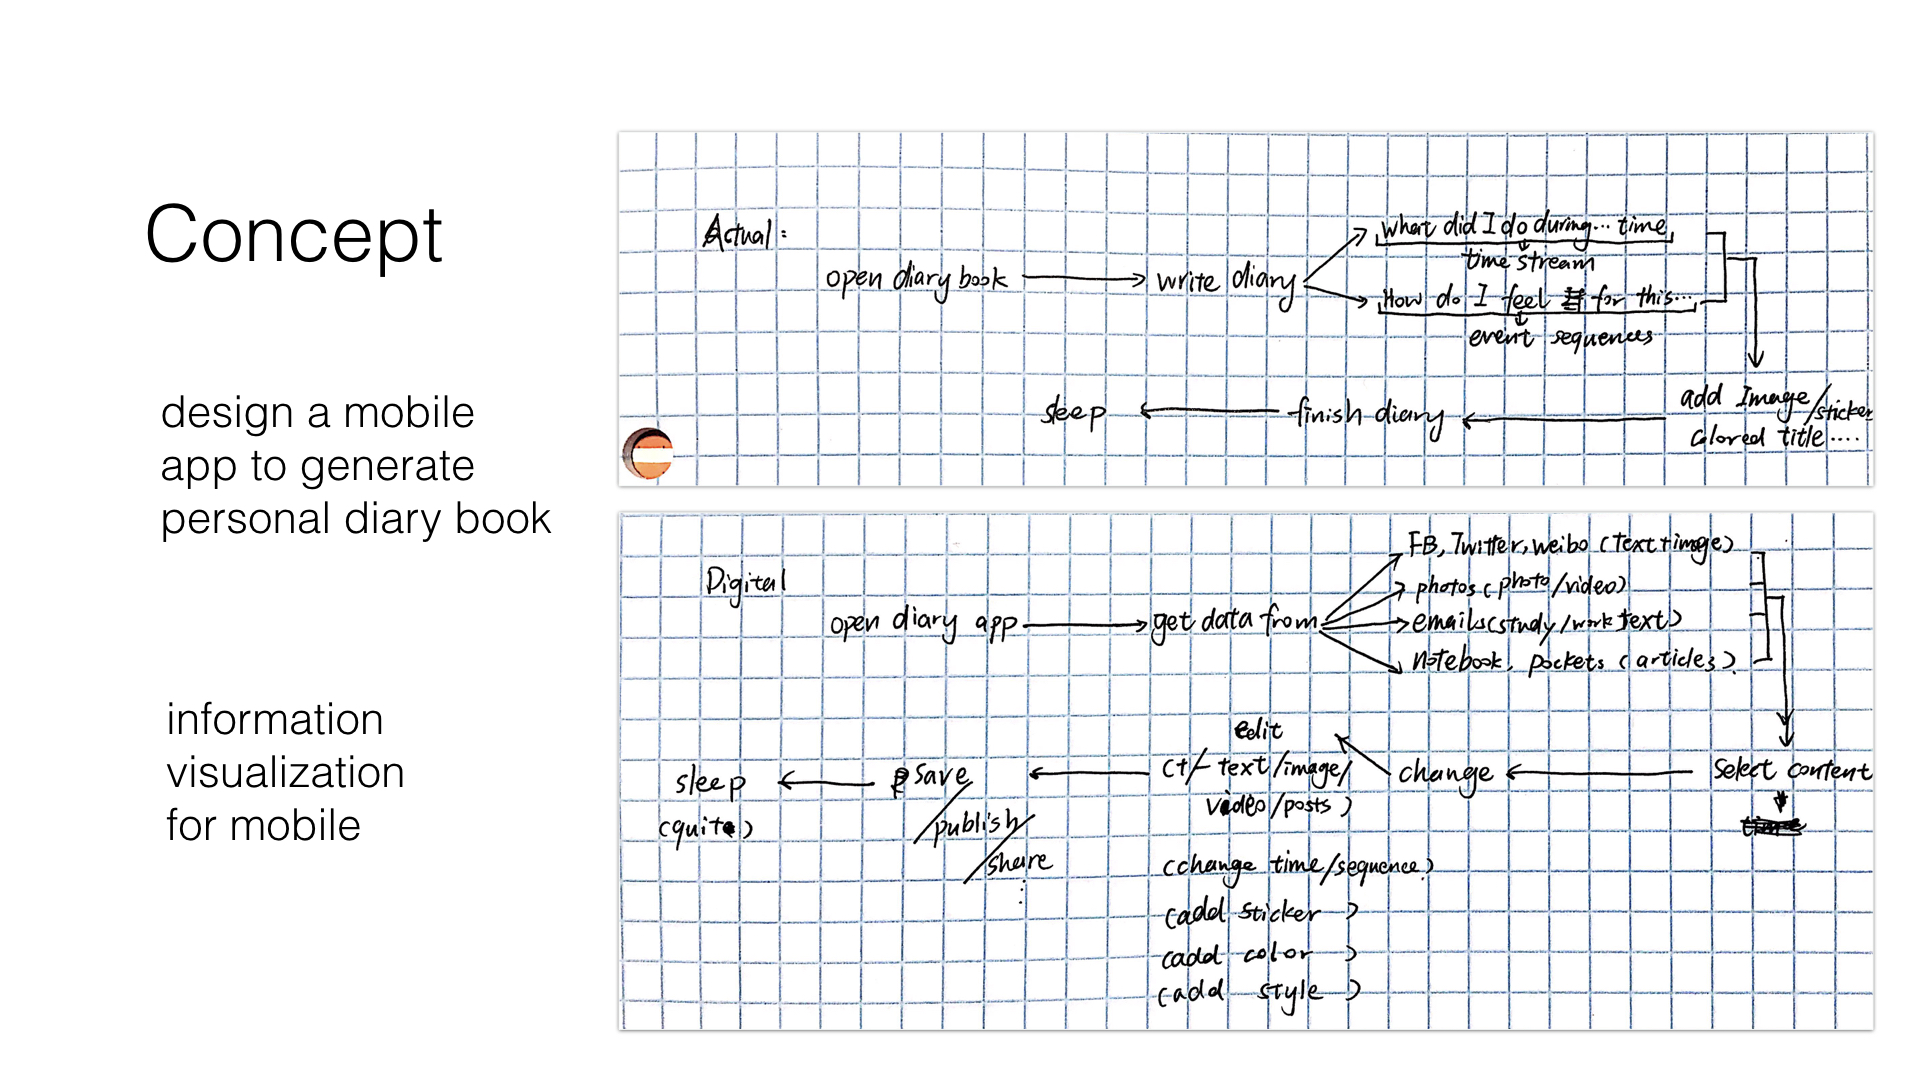 Concept
design a mobile
app to generate
personal diary book
information
visualization
for mobile
Actual:
open diary book
write diary
what did I do during... time
time stream
How do I feel for this...
event sequences
add Image/sticker
colored title ....
finish diary
sleep
Digital
open diary app
get data from
FB, Twitter, weibo (text+image)
photos (photo/video)
emails (study/work text)
notebook, pockets (articles)
select content
change
edit
(+/- text/image/
video/posts)
(change time/sequence)
(add sticker )
(add color )
(add style )
save
/publish
/share
sleep
(quite)